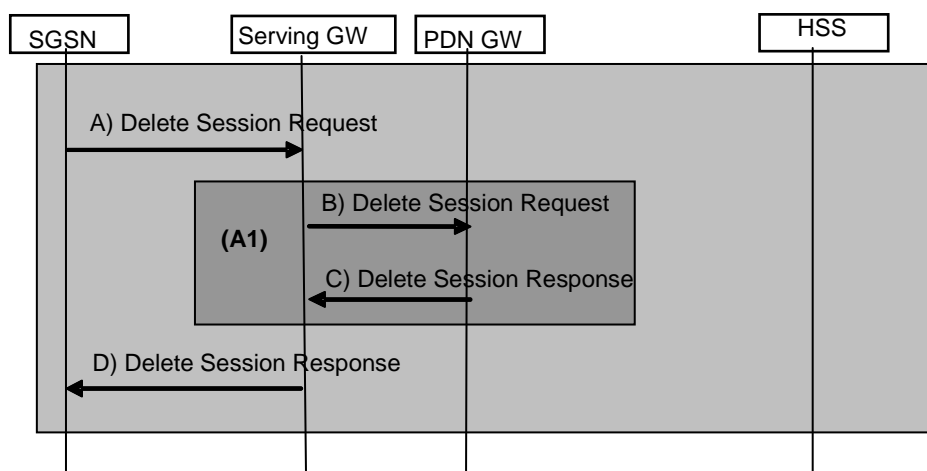 SGSN
Serving GW
PDN GW
HSS
A) Delete Session Request
B) Delete Session Request
(A1)
C) Delete Session Response
D) Delete Session Response